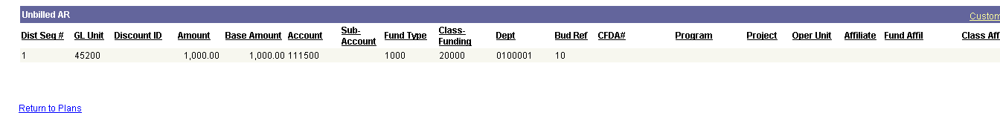 Unbilled AR
Custom
Dist Seq # GL Unit Discount ID Amount Base Amount Account Sub-Account Fund Type Class-Funding Dept Bud Ref CFDA# Program Project Oper Unit Affiliate Fund Affil Class Aff
1 45200 1,000.00 1,000.00 111500 1000 20000 0100001 10
Return to Plans